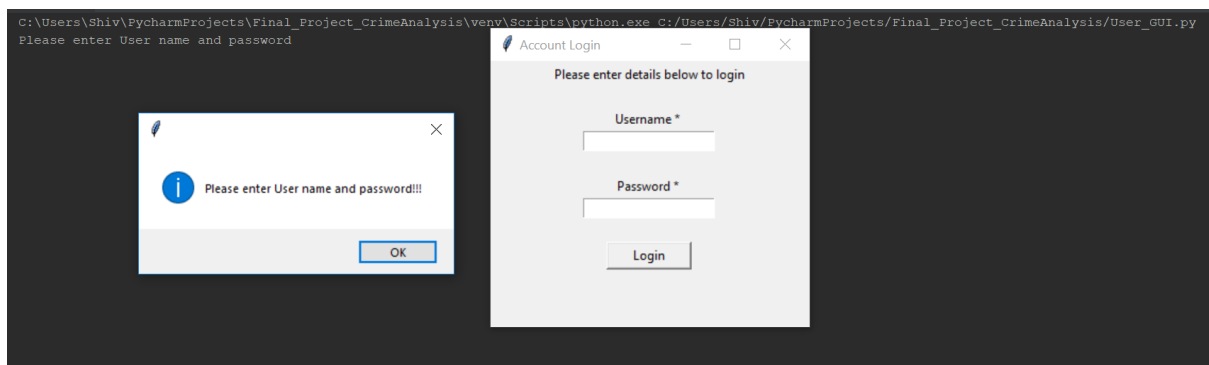 C:\Users\Shiv\PycharmProjects\Final_Project_CrimeAnalysis\venv\Scripts\python.exe C:/Users/Shiv/PycharmProjects/Final_Project_CrimeAnalysis/User_GUI.py
Please enter User name and password
Account Login
Please enter details below to login
Username *
Password *
Login
Please enter User name and password!!!
OK